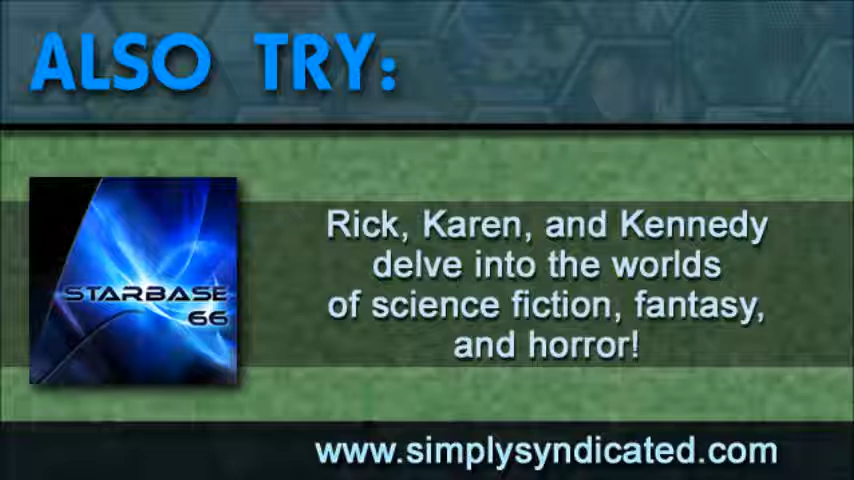 ALSO TRY:
STARBASE
66
Rick, Karen, and Kennedy
delve into the worlds
of science fiction, fantasy,
and horror!
www.simplysyndicated.com